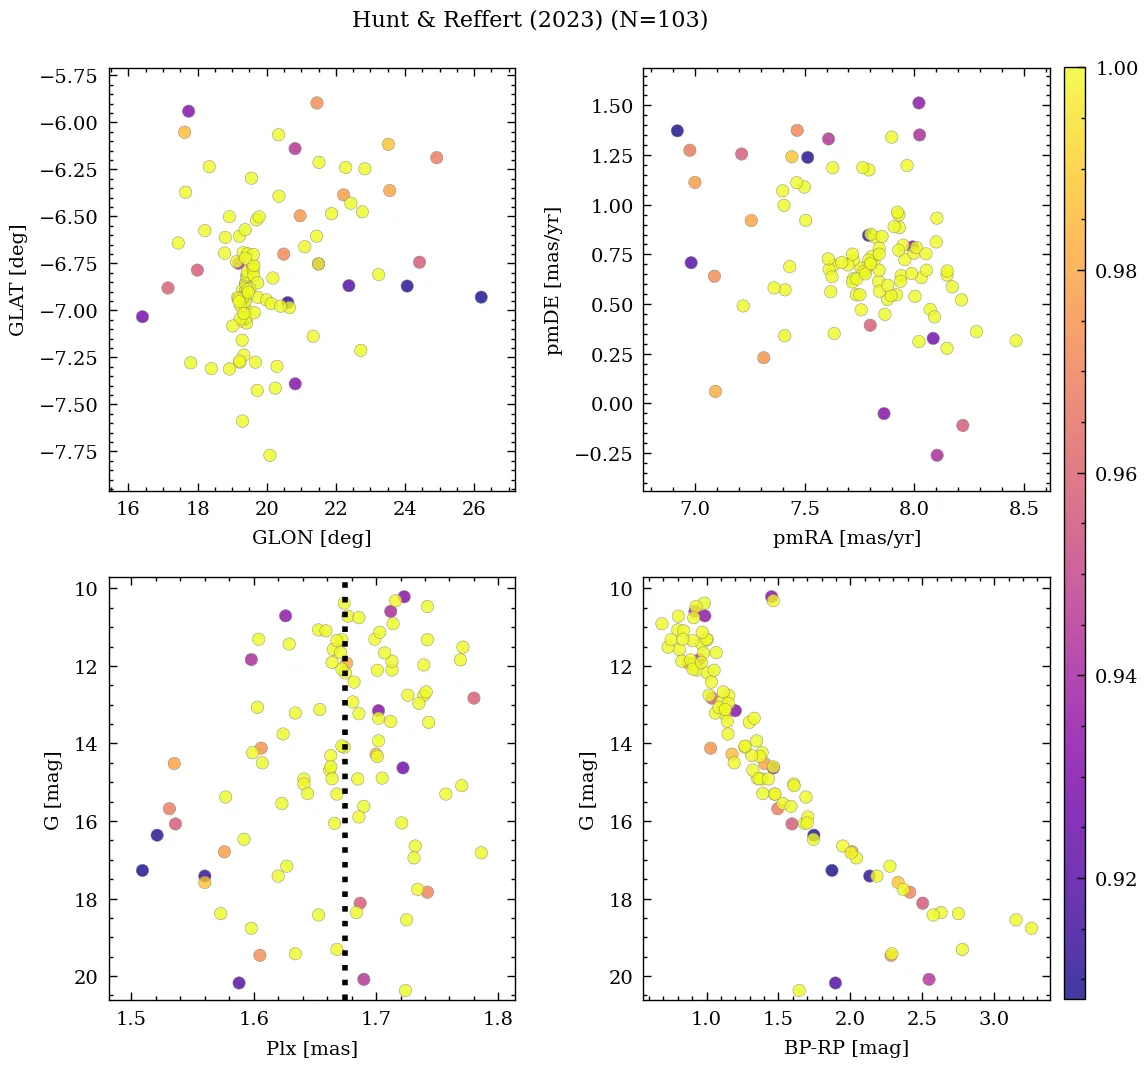 Hunt & Reffert (2023) (N=103)
−5.75
−6.00
−6.25
−6.50
−6.75
−7.00
−7.25
−7.50
−7.75
GLAT [deg]
16 18 20 22 24 26
GLON [deg]
1.50
1.25
1.00
0.75
0.50
0.25
0.00
−0.25
pmDE [mas/yr]
7.0 7.5 8.0 8.5
pmRA [mas/yr]
10
12
14
16
18
20
G [mag]
1.5 1.6 1.7 1.8
Plx [mas]
10
12
14
16
18
20
G [mag]
1.0 1.5 2.0 2.5 3.0
BP-RP [mag]
1.00
0.98
0.96
0.94
0.92